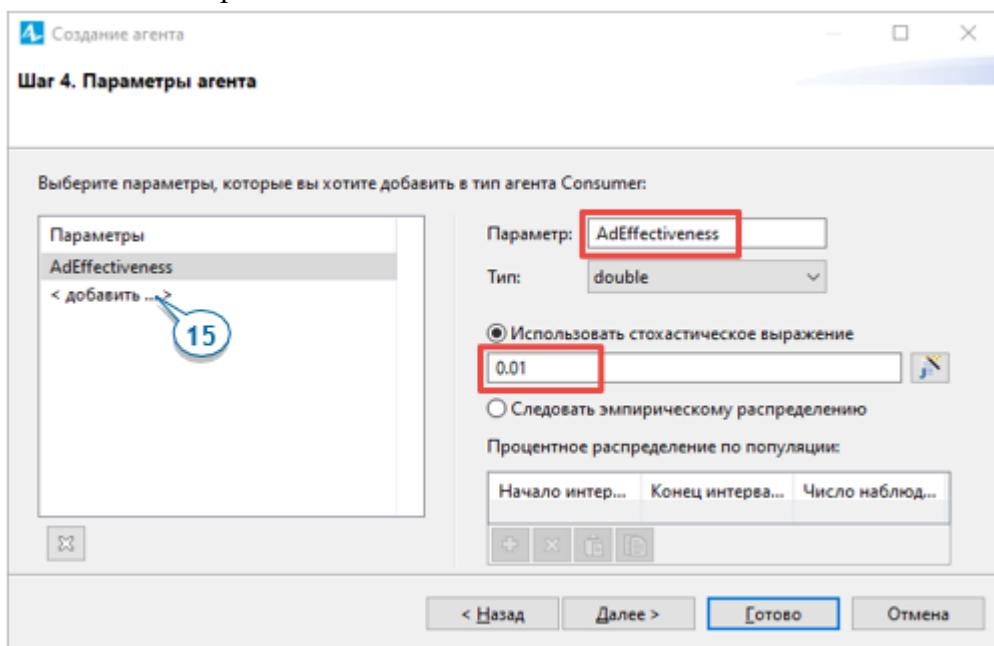 Создание агента
Шаг 4. Параметры агента
Выберите параметры, которые вы хотите добавить в тип агента Consumer:
Параметры
AdEffectiveness
< добавить ...>
15
Параметр: AdEffectiveness
Тип: double
Использовать стохастическое выражение
0.01
Следовать эмпирическому распределению
Процентное распределение по популяции:
Начало интер... Конец интерва... Число наблюд...
< Назад Далее > Готово Отмена